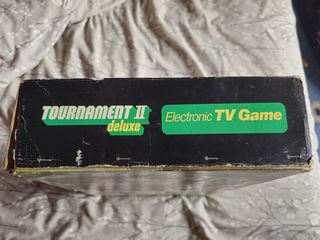 TOURNAMENT II
deluxe
Electronic TV Game